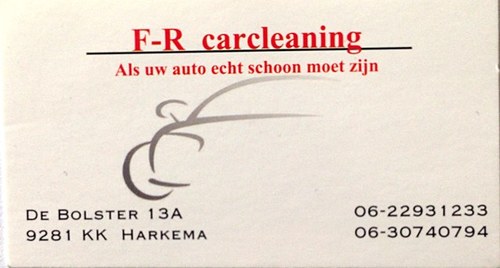 F-R carcleaning
Als uw auto echt schoon moet zijn
De Bolster 13A
9281 KK Harkema
06-22931233
06-30740794